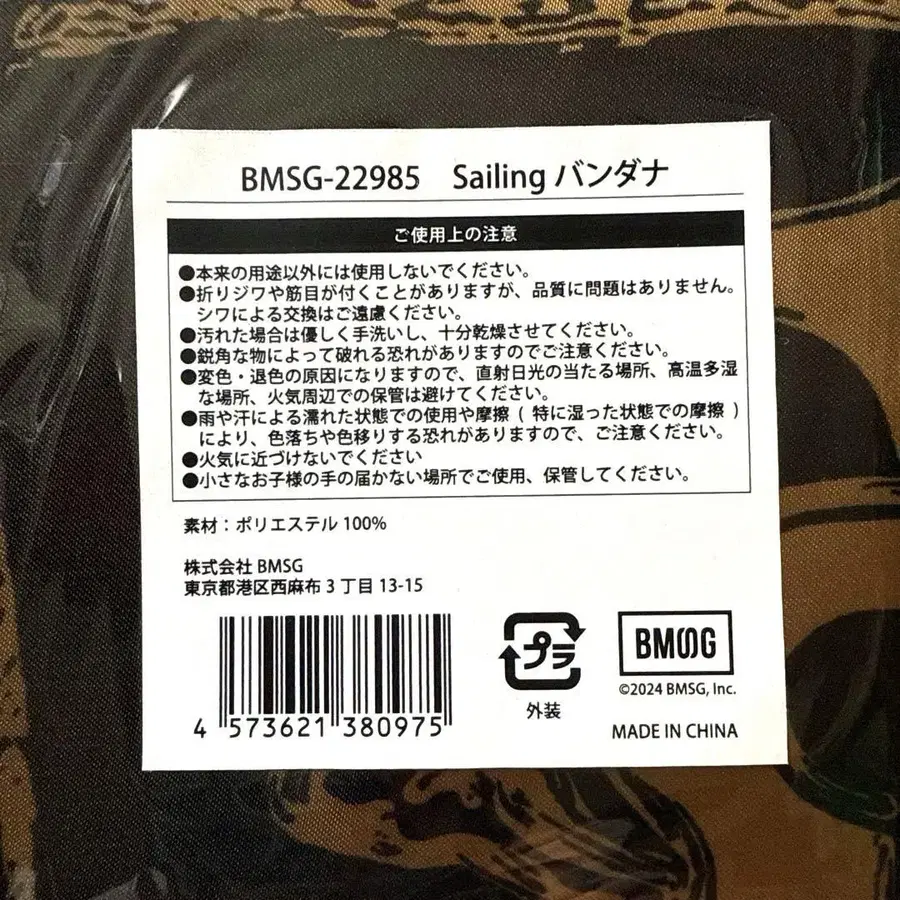 BMSG-22985 Sailing バンダナ
ご使用上の注意
●本来の用途以外には使用しないでください。
●折りジワや筋目が付くことがありますが、品質に問題はありません。
シワによる交換はご遠慮ください。
●汚れた場合は優しく手洗いし、十分乾燥させてください。
●鋭角な物によって破れる恐れがありますのでご注意ください。
●変色・退色の原因になりますので、直射日光の当たる場所、高温多湿
な場所、火気周辺での保管は避けてください。
●雨や汗による濡れた状態での使用や摩擦 ( 特に湿った状態での摩擦 )
により、色落ちや色移りする恐れがありますので、ご注意ください。
●火気に近づけないでください
●小さなお子様の手の届かない場所でご使用、保管してください。
素材：ポリエステル 100%
株式会社 BMSG
東京都港区西麻布 3 丁目 13-15
4 573621 380975
プラ
外装
BMSG
©2024 BMSG, Inc.
MADE IN CHINA